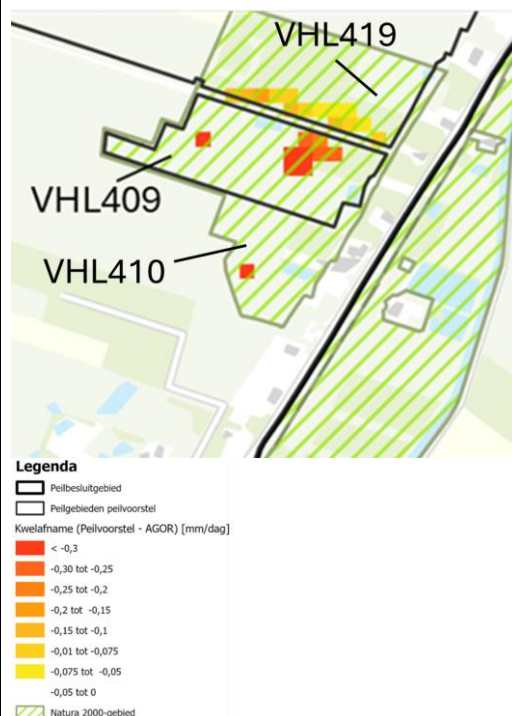 VHL419
VHL409
VHL410
Legenda
Peilbesluitgebied
Peilgebieden peilvoorstel
Kwelafname (Peilvoorstel - AGOR) [mm/dag]
< -0,3
-0,30 tot -0,25
-0,25 tot -0,2
-0,2 tot -0,15
-0,15 tot -0,1
-0,01 tot -0,075
-0,075 tot -0,05
-0,05 tot 0
Natura 2000-gebied